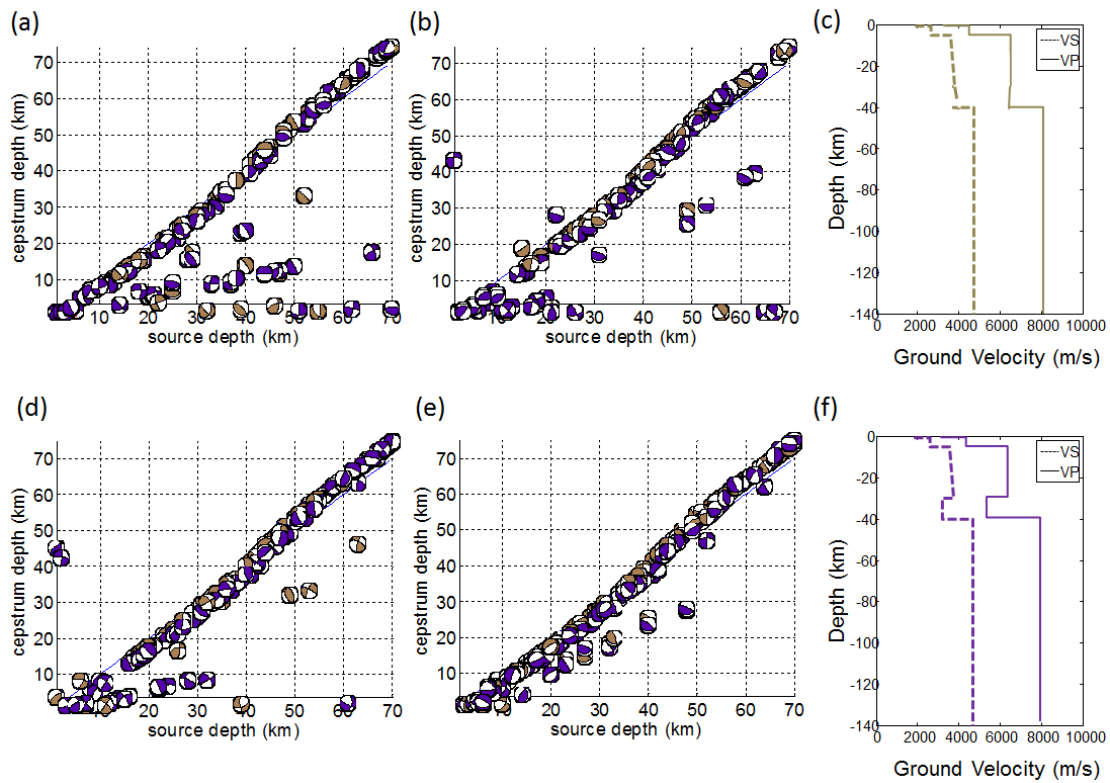 (a)
cepstrum depth (km)
70
60
50
40
30
20
10
10 20 30 40 50 60 70
source depth (km)
(b)
cepstrum depth (km)
70
60
50
40
30
20
10
10 20 30 40 50 60 70
source depth (km)
(c)
VS
VP
Depth (km)
0
-20
-40
-60
-80
-100
-120
-140
0 2000 4000 6000 8000 10000
Ground Velocity (m/s)
(d)
cepstrum depth (km)
70
60
50
40
30
20
10
10 20 30 40 50 60 70
source depth (km)
(e)
cepstrum depth (km)
70
60
50
40
30
20
10
10 20 30 40 50 60 70
source depth (km)
(f)
VS
VP
Depth (km)
0
-20
-40
-60
-80
-100
-120
-140
0 2000 4000 6000 8000 10000
Ground Velocity (m/s)